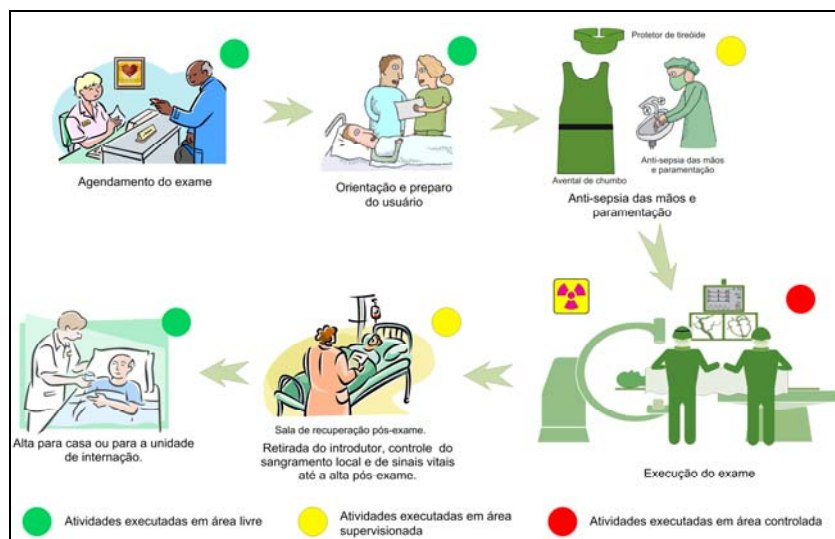 Agendamento do exame
Orientação e preparo
do usuário
Protetor de tireóide
Avental de chumbo
Anti-sepsia das mãos
e paramentação
Anti-sepsia das mãos e
paramentação
Execução do exame
Sala de recuperação pós-exame.
Retirada do introdutor, controle do
sangramento local e de sinais vitais
até a alta pós-exame.
Alta para casa ou para a unidade
de internação.
Atividades executadas em área livre
Atividades executadas em área
supervisionada
Atividades executadas em área controlada